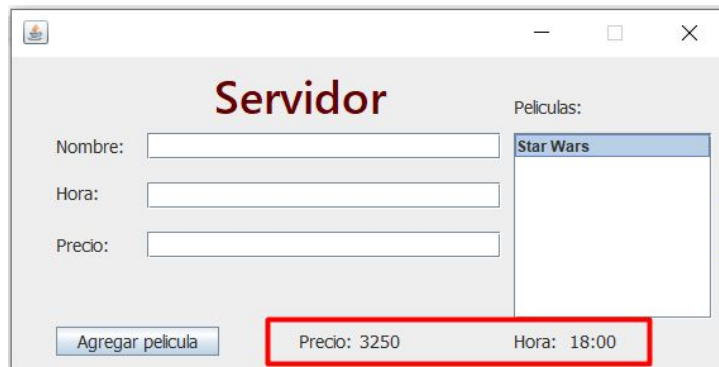 Servidor
Peliculas:
Nombre:
Star Wars
Hora:
Precio:
Agregar pelicula
Precio: 3250
Hora: 18:00